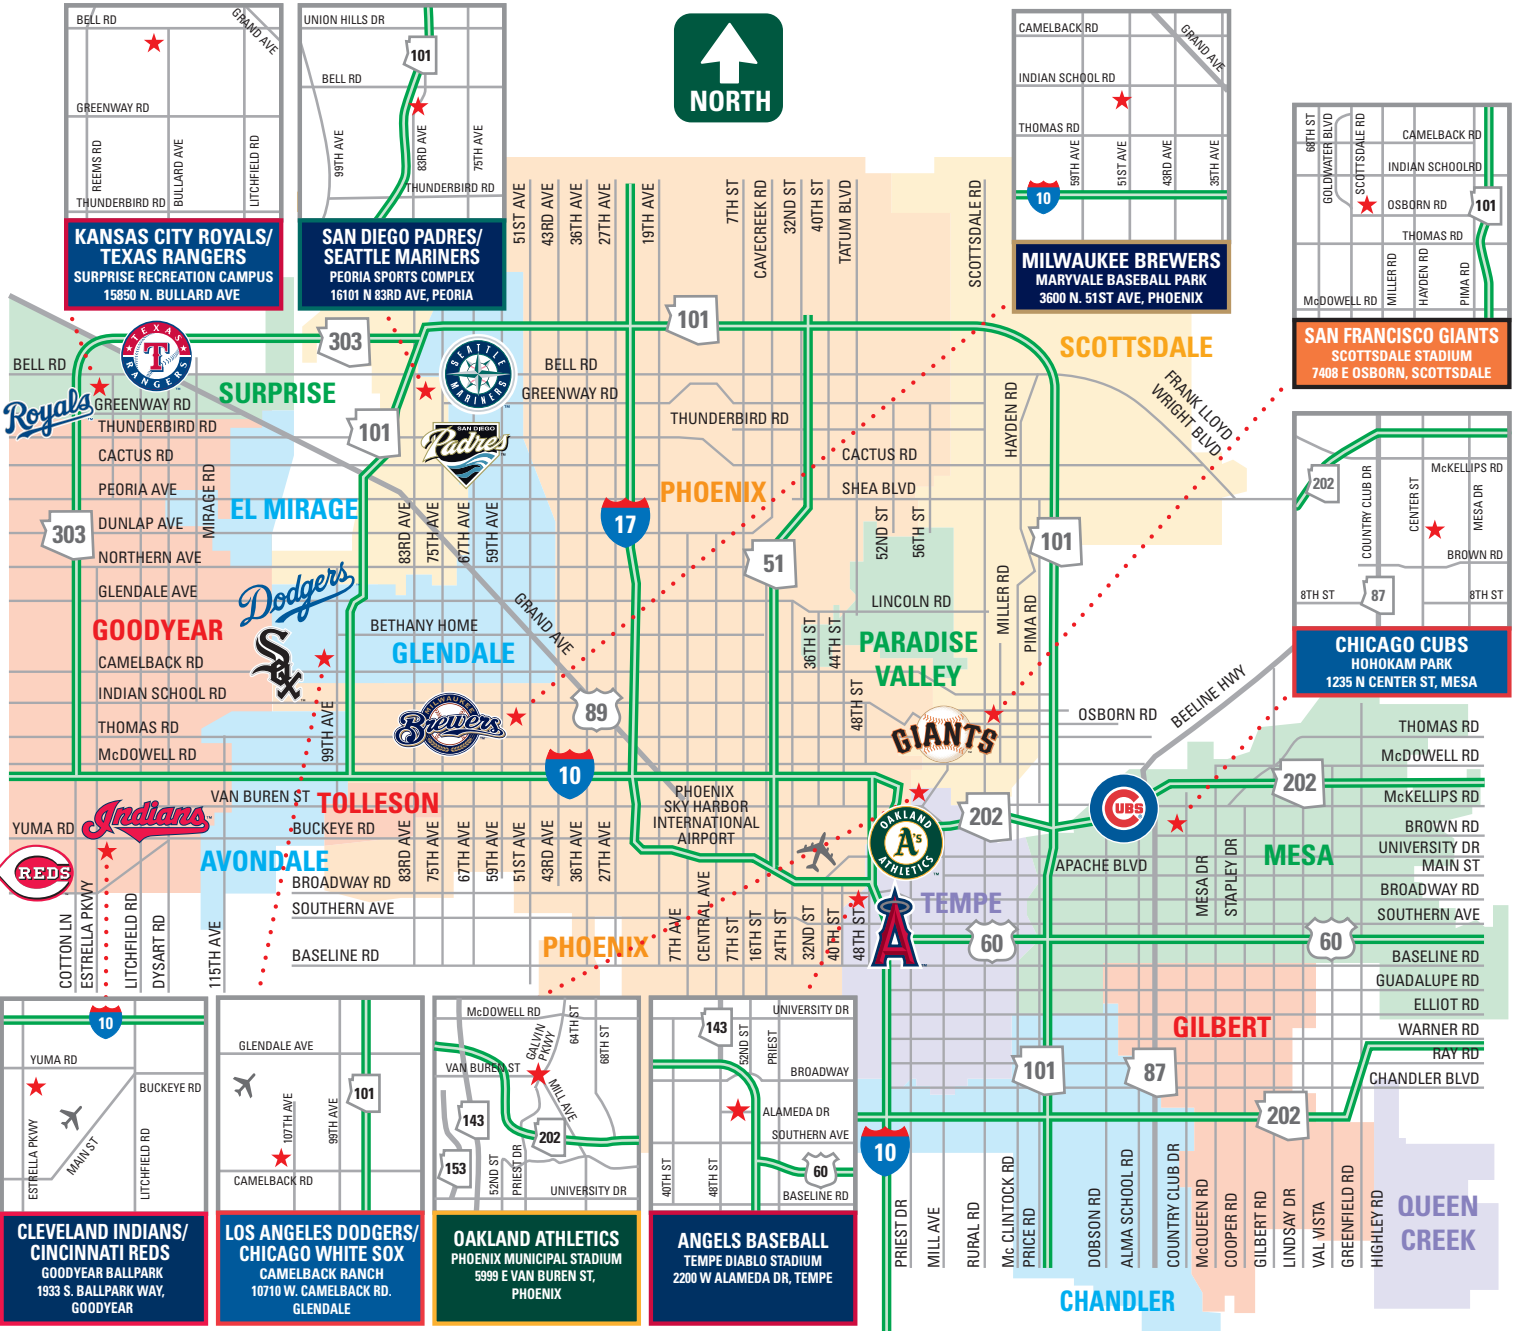 BELL RD
GRAND AVE
GREENWAY RD
REEMS RD
BULLARD AVE
LITCHFIELD RD
THUNDERBIRD RD
KANSAS CITY ROYALS/
TEXAS RANGERS
SURPRISE RECREATION CAMPUS
15850 N. BULLARD AVE
UNION HILLS DR
101
BELL RD
99TH AVE
83RD AVE
75TH AVE
THUNDERBIRD RD
SAN DIEGO PADRES/
SEATTLE MARINERS
PEORIA SPORTS COMPLEX
16101 N 83RD AVE, PEORIA
NORTH
CAMELBACK RD
GRAND AVE
INDIAN SCHOOL RD
THOMAS RD
59TH AVE
51ST AVE
43RD AVE
35TH AVE
10
MILWAUKEE BREWERS
MARYVALE BASEBALL PARK
3600 N. 51ST AVE, PHOENIX
68TH ST
GOLDWATER BLVD
SCOTTSDALE RD
CAMELBACK RD
INDIAN SCHOOLRD
OSBORN RD
101
THOMAS RD
MILLER RD
HAYDEN RD
PIMA RD
McDOWELL RD
SAN FRANCISCO GIANTS
SCOTTSDALE STADIUM
7408 E OSBORN, SCOTTSDALE
202
COUNTRY CLUB DR
CENTER ST
McKELLIPS RD
MESA DR
BROWN RD
8TH ST
87
8TH ST
CHICAGO CUBS
HOHOKAM PARK
1235 N CENTER ST, MESA
51ST AVE
43RD AVE
36TH AVE
27TH AVE
19TH AVE
7TH ST
CAVECREEK RD
32ND ST
40TH ST
TATUM BLVD
SCOTTSDALE RD
101
303
BELL RD
TEXAS
T
RANGERS
Royals
SURPRISE
GREENWAY RD
THUNDERBIRD RD
CACTUS RD
PEORIA AVE
MIRAGE RD
EL MIRAGE
303
DUNLAP AVE
NORTHERN AVE
GLENDALE AVE
GOODYEAR
CAMELBACK RD
INDIAN SCHOOL RD
THOMAS RD
McDOWELL RD
101
SEATTLE
MARINERS
SAN DIEGO
Padres
BELL RD
GREENWAY RD
83RD AVE
75TH AVE
67TH AVE
59TH AVE
Dodgers
Sox
GRAND AVE
BETHANY HOME
GLENDALE
99TH AVE
MILWAUKEE
Brewers
89
10
17
PHOENIX
THUNDERBIRD RD
CACTUS RD
SHEA BLVD
51
52ND ST
56TH ST
LINCOLN RD
36TH ST
44TH ST
48TH ST
PARADISE
VALLEY
HAYDEN RD
MILLER RD
PIMA RD
101
SCOTTSDALE
FRANK LLOYD
WRIGHT BLVD
GIANTS
OSBORN RD
BEELINE HWY
THOMAS RD
McDOWELL RD
202
McKELLIPS RD
BROWN RD
UNIVERSITY DR
MAIN ST
BROADWAY RD
SOUTHERN AVE
60
BASELINE RD
GUADALUPE RD
ELLIOT RD
WARNER RD
RAY RD
CHANDLER BLVD
CUBS
MESA
MESA DR
STAPLEY DR
APACHE BLVD
202
TEMPE
60
OAKLAND
A's
ATHLETICS
A
PHOENIX
SKY HARBOR
INTERNATIONAL
AIRPORT
VAN BUREN ST
TOLLESON
BUCKEYE RD
YUMA RD
Indians
REDS
AVONDALE
BROADWAY RD
SOUTHERN AVE
BASELINE RD
83RD AVE
75TH AVE
67TH AVE
59TH AVE
51ST AVE
43RD AVE
36TH AVE
27TH AVE
COTTON LN
ESTRELLA PKWY
LITCHFIELD RD
DYSART RD
115TH AVE
PHOENIX
7TH AVE
CENTRAL AVE
7TH ST
16TH ST
24TH ST
32ND ST
40TH ST
48TH ST
GILBERT
101
87
202
10
PRIEST DR
MILL AVE
RURAL RD
Mc CLINTOCK RD
PRICE RD
DOBSON RD
ALMA SCHOOL RD
COUNTRY CLUB DR
McQUEEN RD
COOPER RD
GILBERT RD
LINDSAY DR
VAL VISTA
GREENFIELD RD
HIGHLEY RD
QUEEN
CREEK
CHANDLER
10
YUMA RD
BUCKEYE RD
ESTRELLA PKWY
MAIN ST
LITCHFIELD RD
CLEVELAND INDIANS/
CINCINNATI REDS
GOODYEAR BALLPARK
1933 S. BALLPARK WAY,
GOODYEAR
GLENDALE AVE
101
107TH AVE
99TH AVE
CAMELBACK RD
LOS ANGELES DODGERS/
CHICAGO WHITE SOX
CAMELBACK RANCH
10710 W. CAMELBACK RD.
GLENDALE
McDOWELL RD
GALVIN
PKWY
64TH ST
68TH ST
VAN BUREN ST
MILL AVE
143
202
153
52ND ST
PRIEST DR
UNIVERSITY DR
OAKLAND ATHLETICS
PHOENIX MUNICIPAL STADIUM
5999 E VAN BUREN ST,
PHOENIX
143
UNIVERSITY DR
52ND ST
PRIEST
BROADWAY
ALAMEDA DR
SOUTHERN AVE
40TH ST
48TH ST
60
BASELINE RD
ANGELS BASEBALL
TEMPE DIABLO STADIUM
2200 W ALAMEDA DR, TEMPE